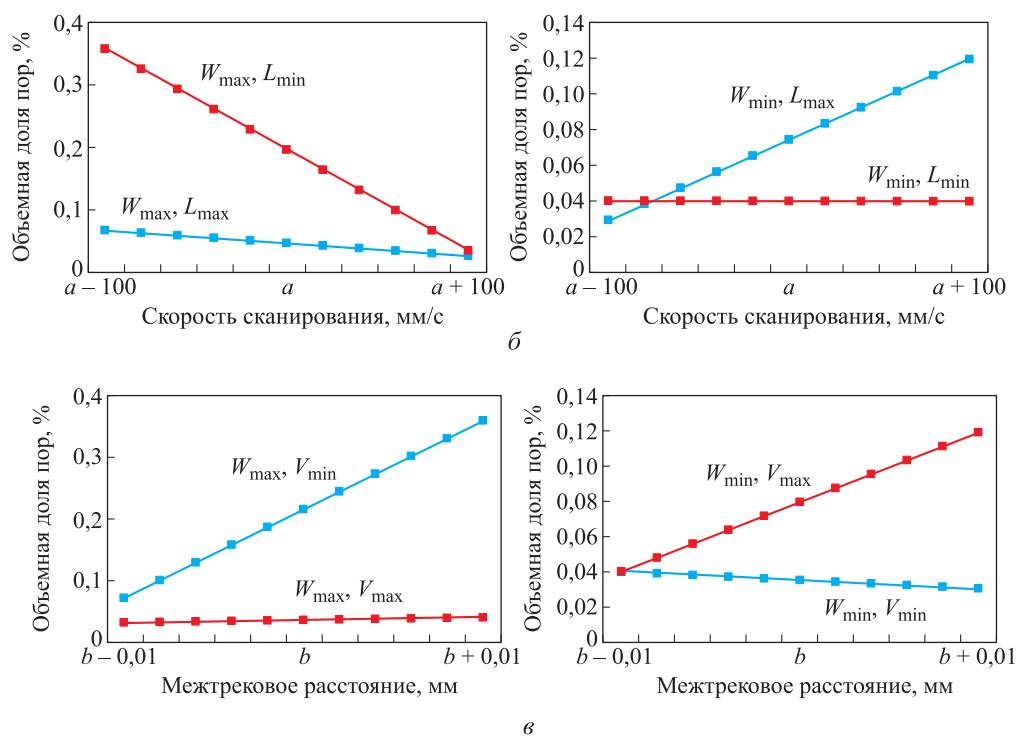 Объемная доля пор, %
0,4
0,3
0,2
0,1
0
Wmax, Lmin
Wmax, Lmax
a – 100
a
a + 100
Скорость сканирования, мм/с
Объемная доля пор, %
0,14
0,12
0,10
0,08
0,06
0,04
0,02
0
Wmin, Lmax
Wmin, Lmin
a – 100
a
a + 100
Скорость сканирования, мм/с
б
Объемная доля пор, %
0,4
0,3
0,2
0,1
0
Wmax, Vmin
Wmax, Vmax
b – 0,01
b
b + 0,01
Межтрековое расстояние, мм
Объемная доля пор, %
0,14
0,12
0,10
0,08
0,06
0,04
0,02
0
Wmin, Vmax
Wmin, Vmin
b – 0,01
b
b + 0,01
Межтрековое расстояние, мм
в